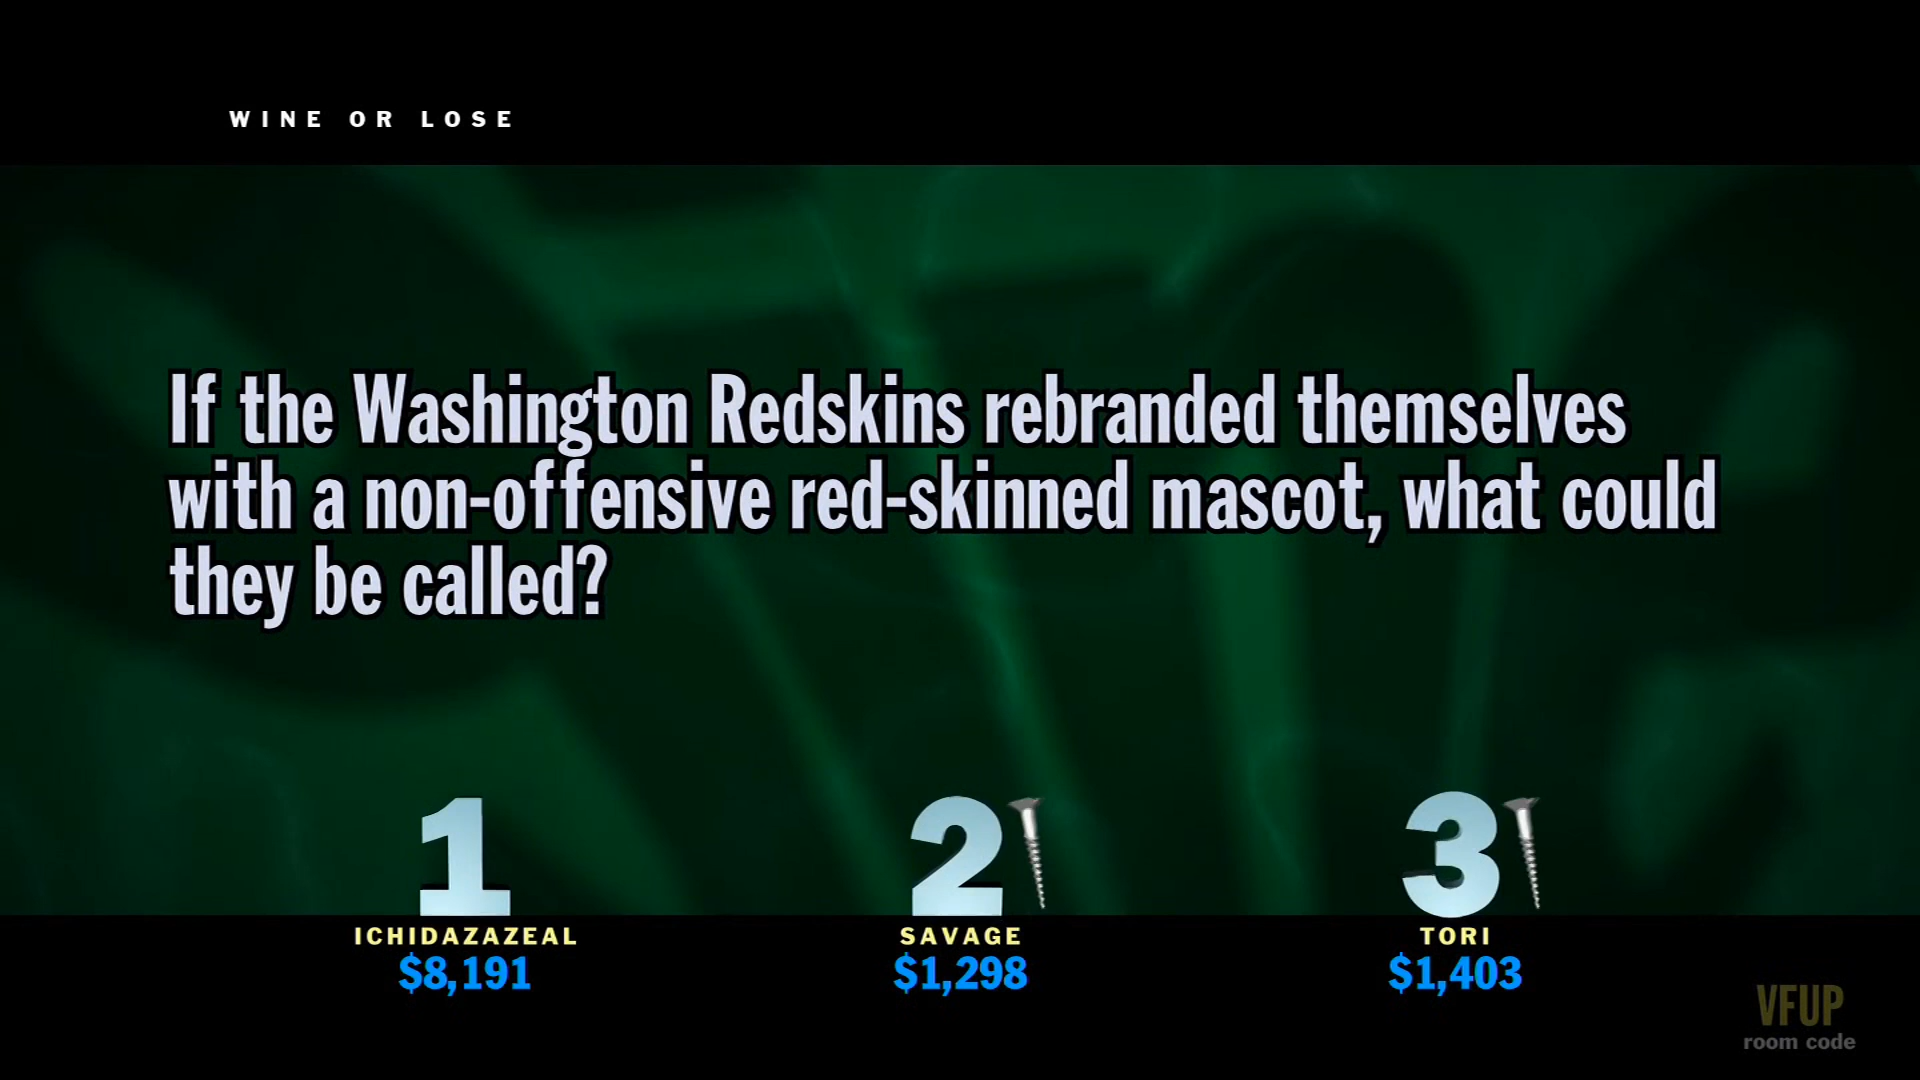 WINE OR LOSE
If the Washington Redskins rebranded themselves
with a non-offensive red-skinned mascot, what could
they be called?
1 2 3
ICHIDAZAZEAL SAVAGE TORI
$8,191 $1,298 $1,403
VFUP
room code